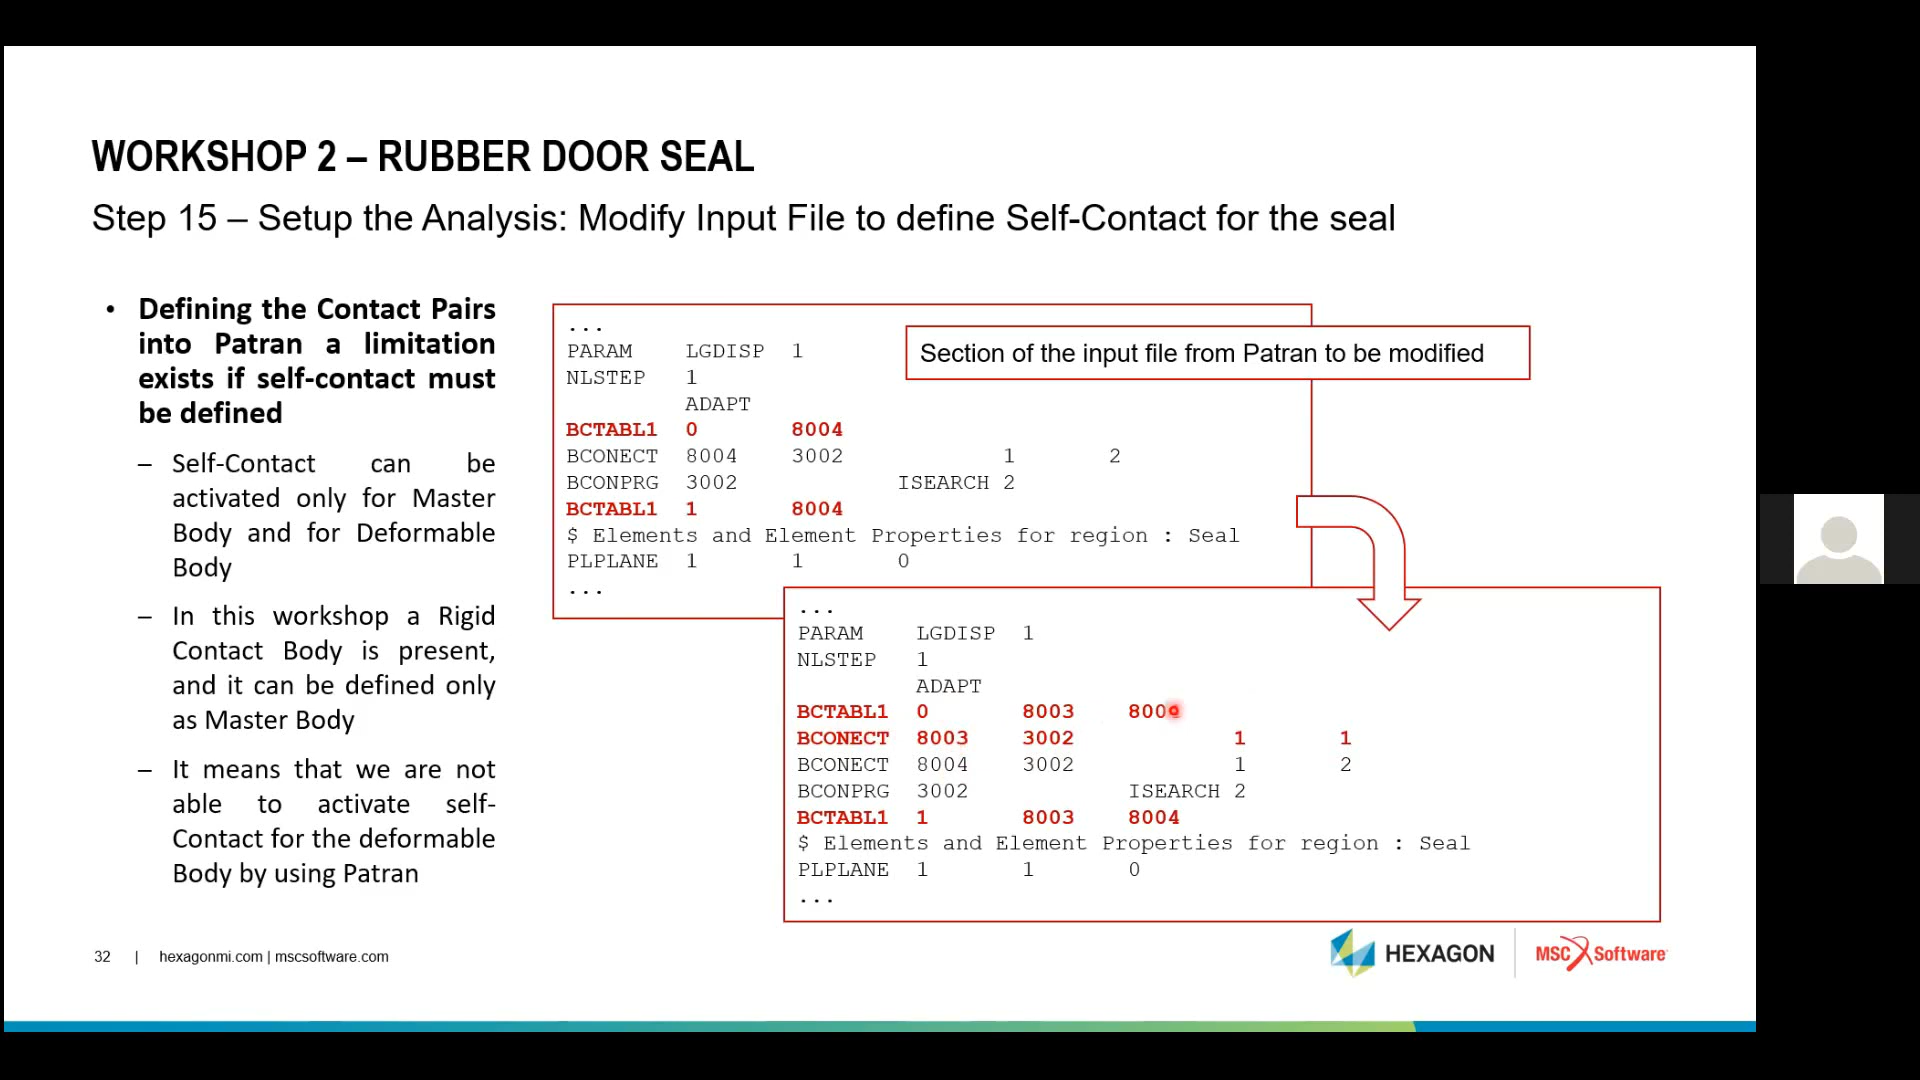 WORKSHOP 2 – RUBBER DOOR SEAL
Step 15 – Setup the Analysis: Modify Input File to define Self-Contact for the seal
• Defining the Contact Pairs
into Patran a limitation
exists if self-contact must
be defined
– Self-Contact can be
activated only for Master
Body and for Deformable
Body
– In this workshop a Rigid
Contact Body is present,
and it can be defined only
as Master Body
– It means that we are not
able to activate self-
Contact for the deformable
Body by using Patran
Section of the input file from Patran to be modified
...
PARAM LGDISP 1
NLSTEP 1
ADAPT
BCTABL1 0 8004
BCONECT 8004 3002 1 2
BCONPRG 3002 ISEARCH 2
BCTABL1 1 8004
$ Elements and Element Properties for region : Seal
PLPLANE 1 1 0
...
...
PARAM LGDISP 1
NLSTEP 1
ADAPT
BCTABL1 0 8003
BCONECT 8003 3002 1 1
BCONECT 8004 3002 1 2
BCONPRG 3002 ISEARCH 2
BCTABL1 1 8003 8004
$ Elements and Element Properties for region : Seal
PLPLANE 1 1 0
...
32 | hexagonmi.com | mscsoftware.com
HEXAGON
MSC Software